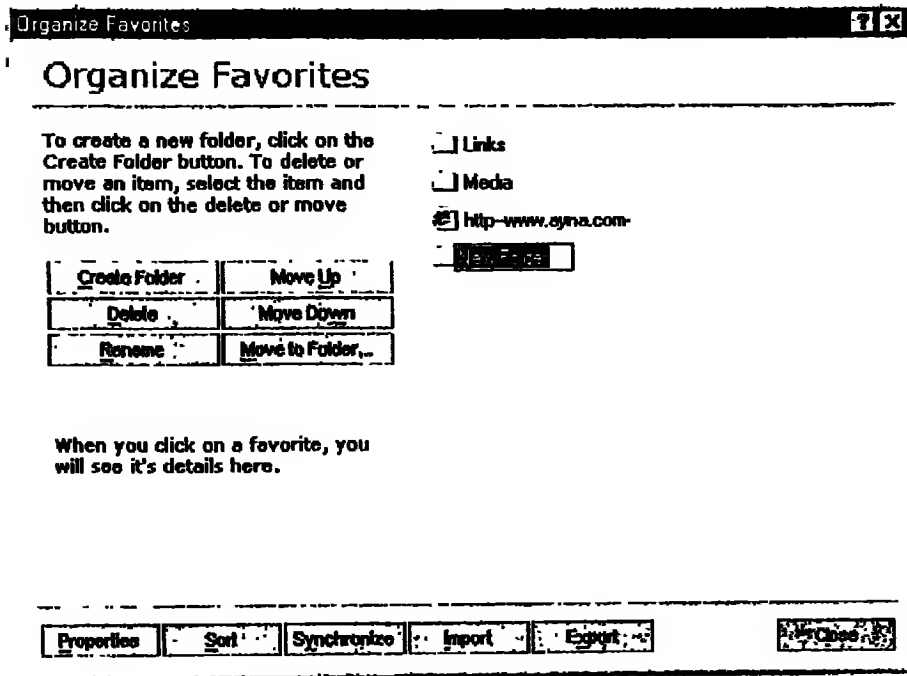 Organize Favorites
Organize Favorites
To create a new folder, click on the
Create Folder button. To delete or
move an item, select the item and
then click on the delete or move
button.
Create Folder
Move Up
Delete
Move Down
Rename
Move to Folder...
Links
Media
http--www.ayna.com-
New Folder
When you click on a favorite, you
will see it's details here.
Properties
Sort
Synchronize
Import
Export
Close